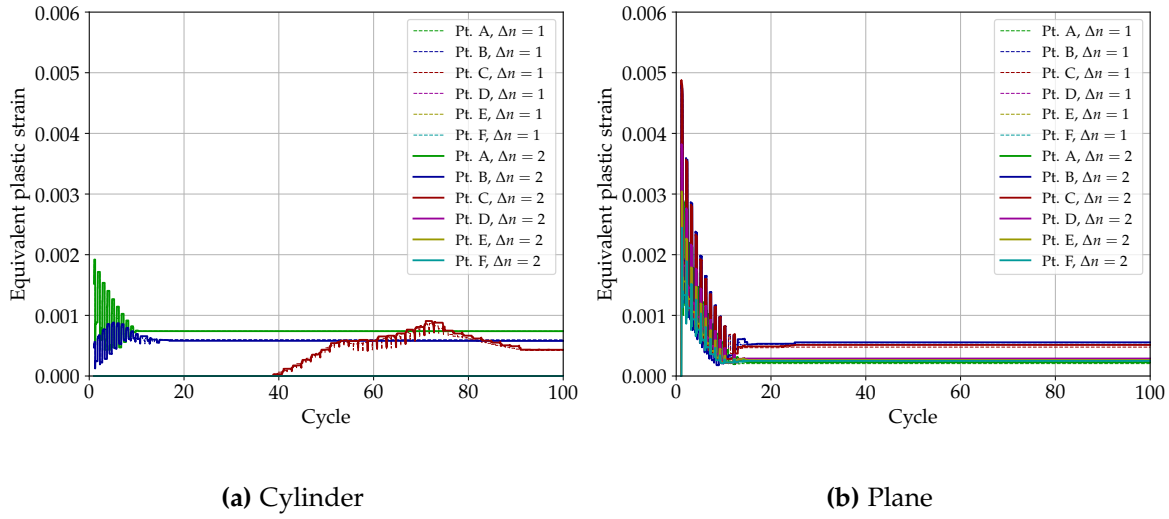 0.006
0.005
0.004
0.003
0.002
0.001
0.000
Equivalent plastic strain
0 20 40 60 80 100
Cycle
Pt. A, Δn = 1
Pt. B, Δn = 1
Pt. C, Δn = 1
Pt. D, Δn = 1
Pt. E, Δn = 1
Pt. F, Δn = 1
Pt. A, Δn = 2
Pt. B, Δn = 2
Pt. C, Δn = 2
Pt. D, Δn = 2
Pt. E, Δn = 2
Pt. F, Δn = 2
(a) Cylinder
0.006
0.005
0.004
0.003
0.002
0.001
0.000
Equivalent plastic strain
0 20 40 60 80 100
Cycle
Pt. A, Δn = 1
Pt. B, Δn = 1
Pt. C, Δn = 1
Pt. D, Δn = 1
Pt. E, Δn = 1
Pt. F, Δn = 1
Pt. A, Δn = 2
Pt. B, Δn = 2
Pt. C, Δn = 2
Pt. D, Δn = 2
Pt. E, Δn = 2
Pt. F, Δn = 2
(b) Plane